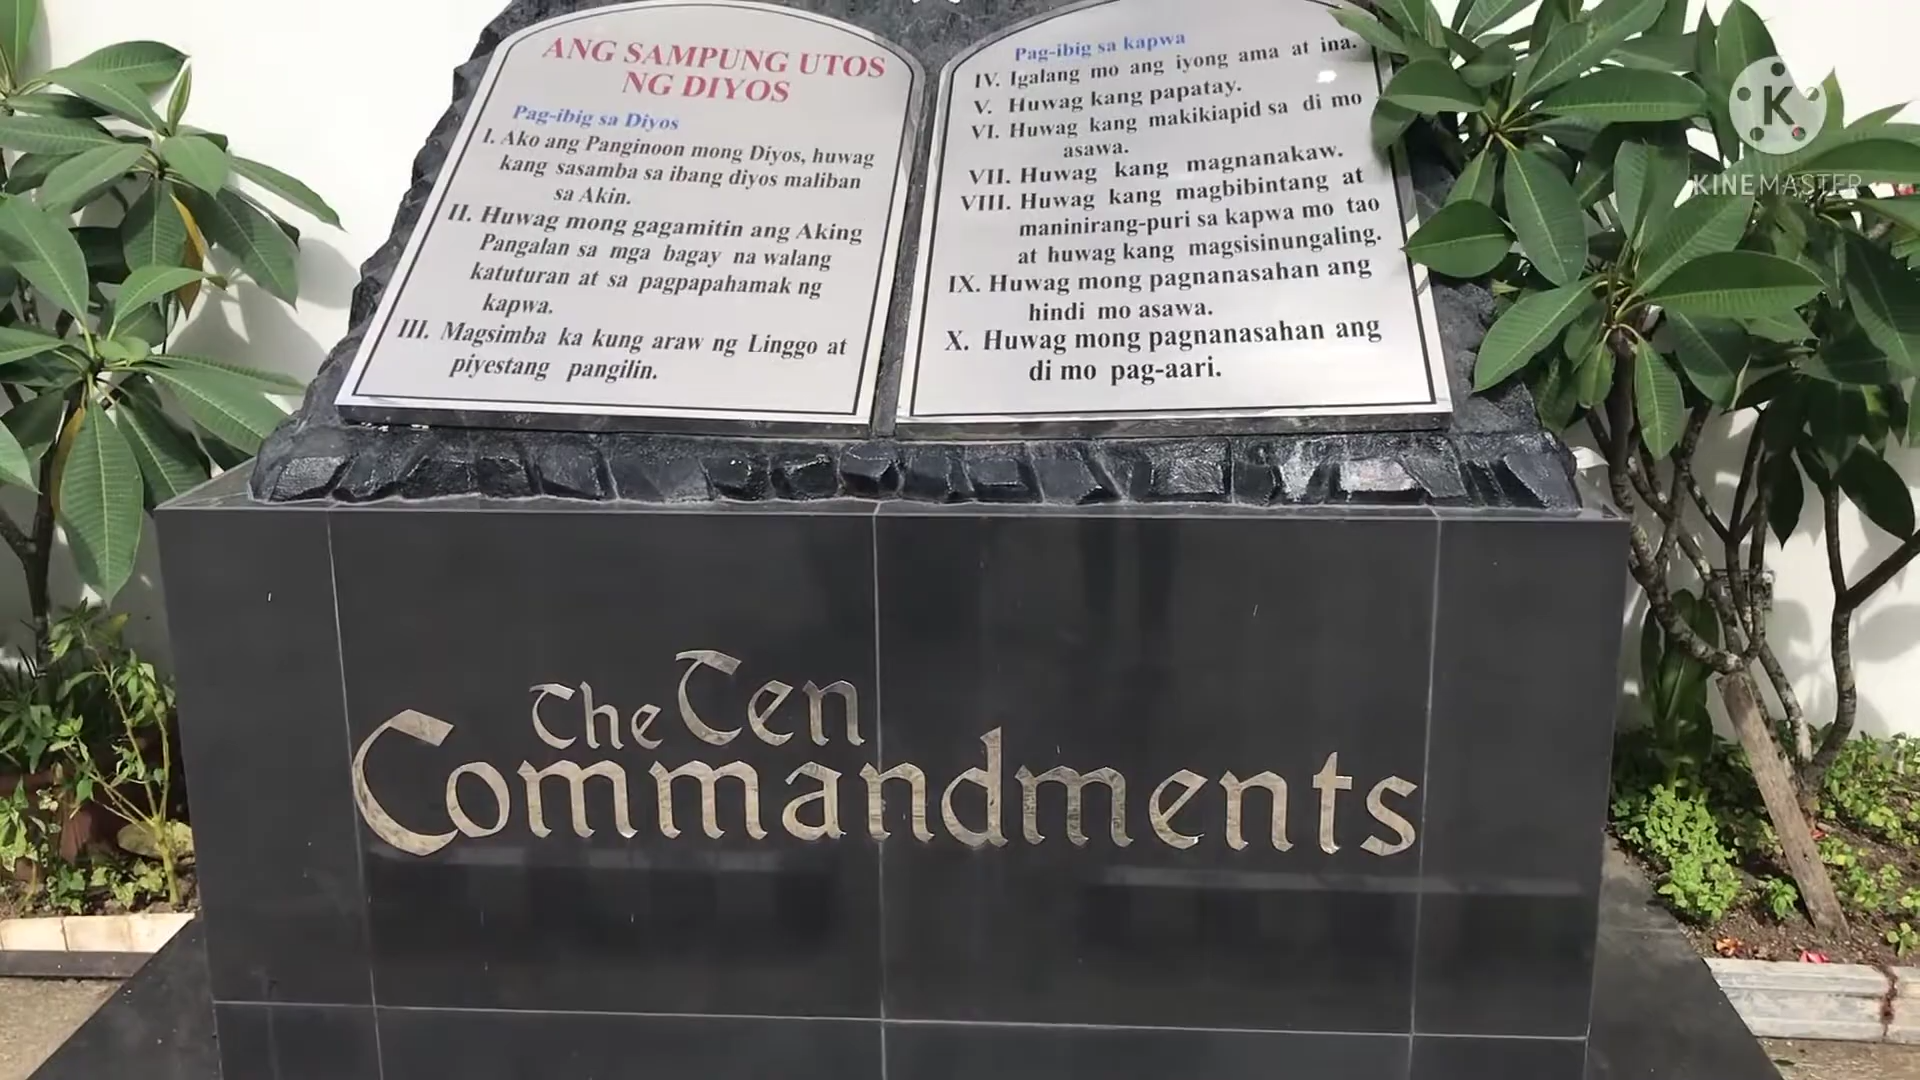 ANG SAMPUNG UTOS
NG DIYOS
Pag-ibig sa Diyos
I. Ako ang Panginoon mong Diyos, huwag
kang sasamba sa ibang diyos maliban
sa Akin.
II. Huwag mong gagamitin ang Aking
Pangalan sa mga bagay na walang
katuturan at sa pagpapahamak ng
kapwa.
III. Magsimba ka kung araw ng Linggo at
piyestang pangilin.
Pag-ibig sa kapwa
IV. Igalang mo ang iyong ama at ina.
V. Huwag kang papatay.
VI. Huwag kang makikiapid sa di mo
asawa.
VII. Huwag kang magnanakaw.
VIII. Huwag kang magbibintang at
maninirang-puri sa kapwa mo tao
at huwag kang magsisinungaling.
IX. Huwag mong pagnanasahan ang
hindi mo asawa.
X. Huwag mong pagnanasahan ang
di mo pag-aari.
K
KINEMASTER
The Ten
Commandments